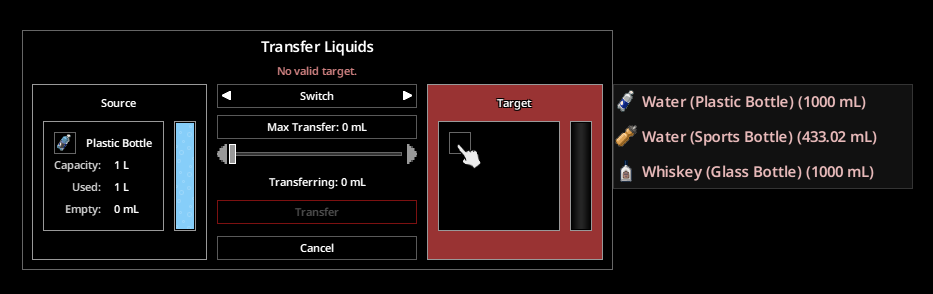 Transfer Liquids
No valid target.
Source
Plastic Bottle
Capacity: 1 L
Used: 1 L
Empty: 0 mL
Switch
Max Transfer: 0 mL
Transferring: 0 mL
Transfer
Cancel
Target
Water (Plastic Bottle) (1000 mL)
Water (Sports Bottle) (433.02 mL)
Whiskey (Glass Bottle) (1000 mL)